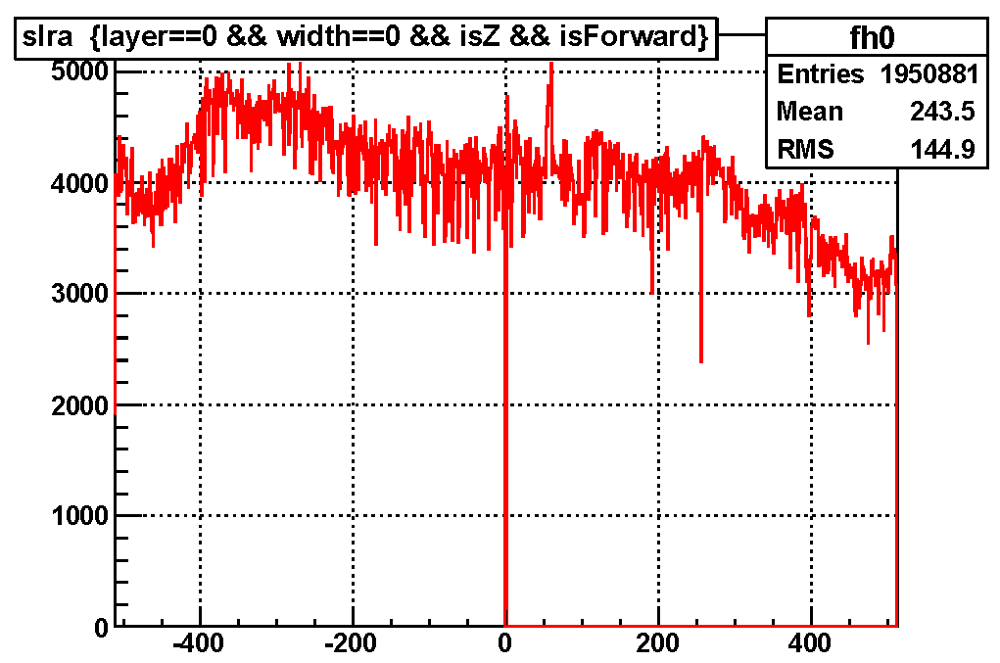 slra {layer==0 && width==0 && isZ && isForward}
fh0
Entries 1950881
Mean 243.5
RMS 144.9
5000
4000
3000
2000
1000
0
-400 -200 0 200 400